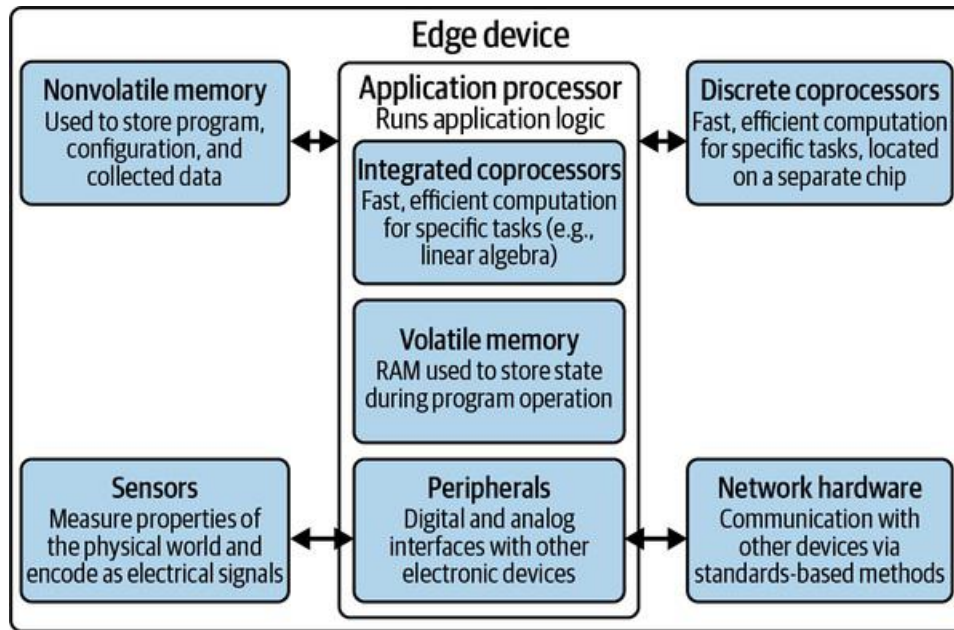 Edge device
Nonvolatile memory
Used to store program,
configuration, and
collected data
Application processor
Runs application logic
Integrated coprocessors
Fast, efficient computation
for specific tasks (e.g.,
linear algebra)
Volatile memory
RAM used to store state
during program operation
Peripherals
Digital and analog
interfaces with other
electronic devices
Discrete coprocessors
Fast, efficient computation
for specific tasks, located
on a separate chip
Sensors
Measure properties of
the physical world and
encode as electrical signals
Network hardware
Communication with
other devices via
standards-based methods